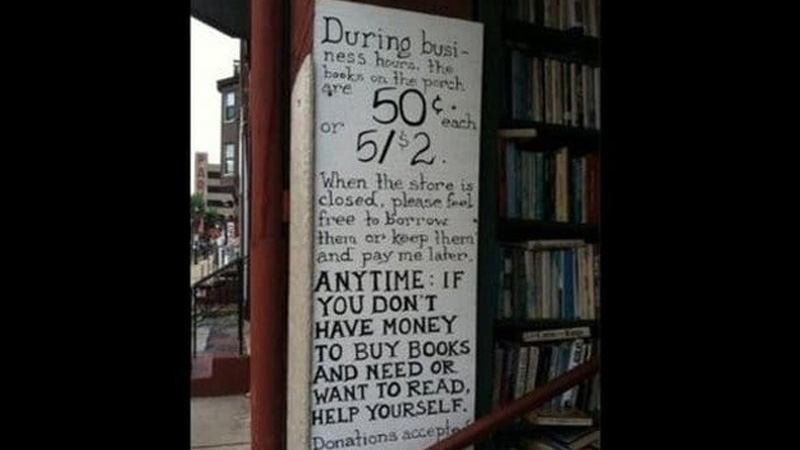 During busi-
ness hours, the
books on the porch
are 50¢ each
or 5/$2.
When the store is
closed, please feel
free to borrow
them or keep them
and pay me later.
ANYTIME: IF
YOU DON'T
HAVE MONEY
TO BUY BOOKS
AND NEED OR
WANT TO READ,
HELP YOURSELF.
Donations accepted
PAR